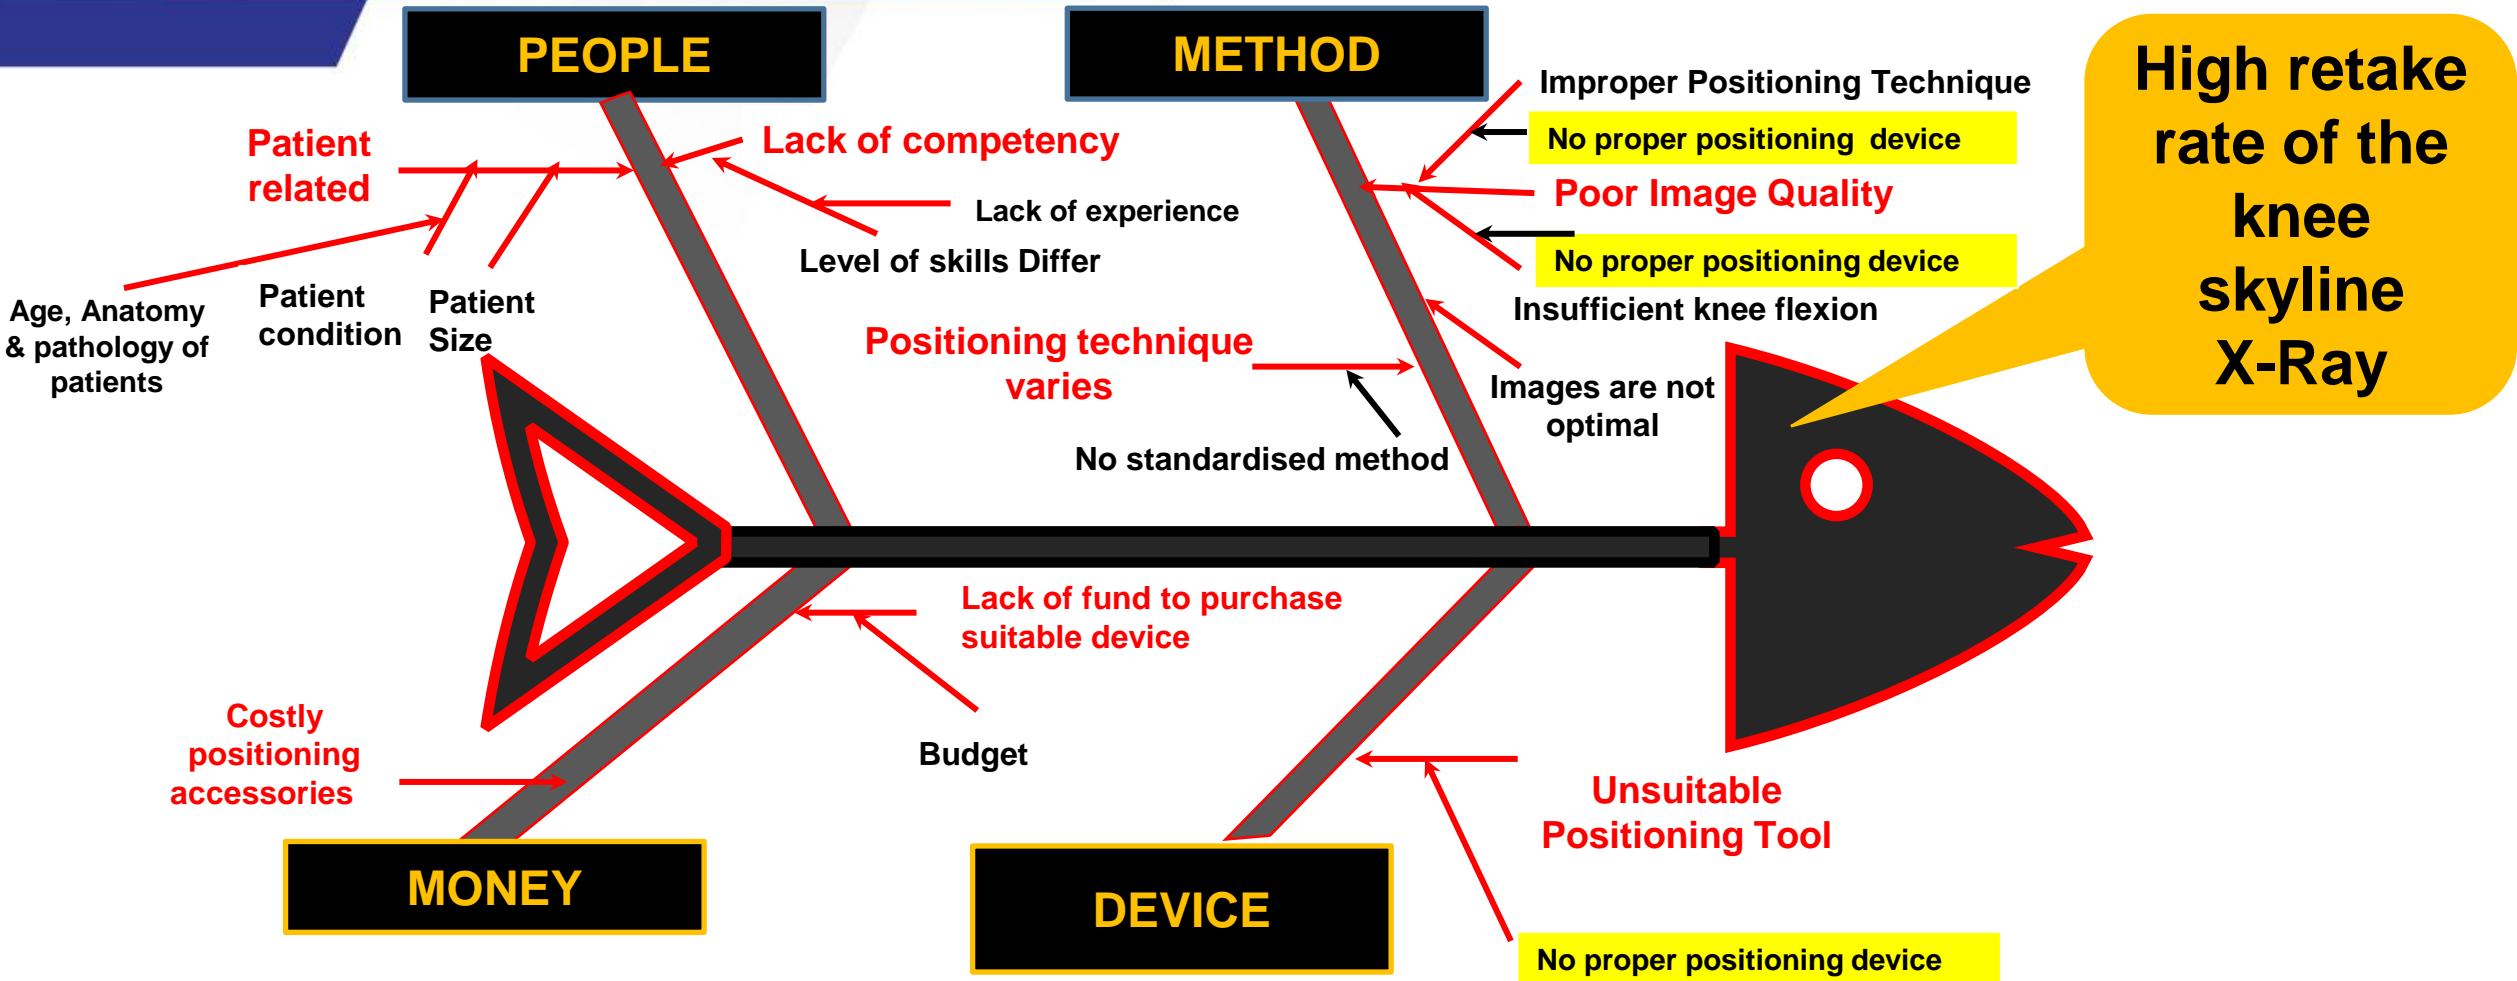 PEOPLE
METHOD
High retake
rate of the
knee
skyline
X-Ray
Patient
related
Lack of competency
Lack of experience
Level of skills Differ
Age, Anatomy
& pathology of
patients
Patient
condition
Patient
Size
Improper Positioning Technique
No proper positioning device
Poor Image Quality
No proper positioning device
Insufficient knee flexion
Positioning technique
varies
No standardised method
Images are not
optimal
Lack of fund to purchase
suitable device
Budget
Costly
positioning
accessories
Unsuitable
Positioning Tool
No proper positioning device
MONEY
DEVICE